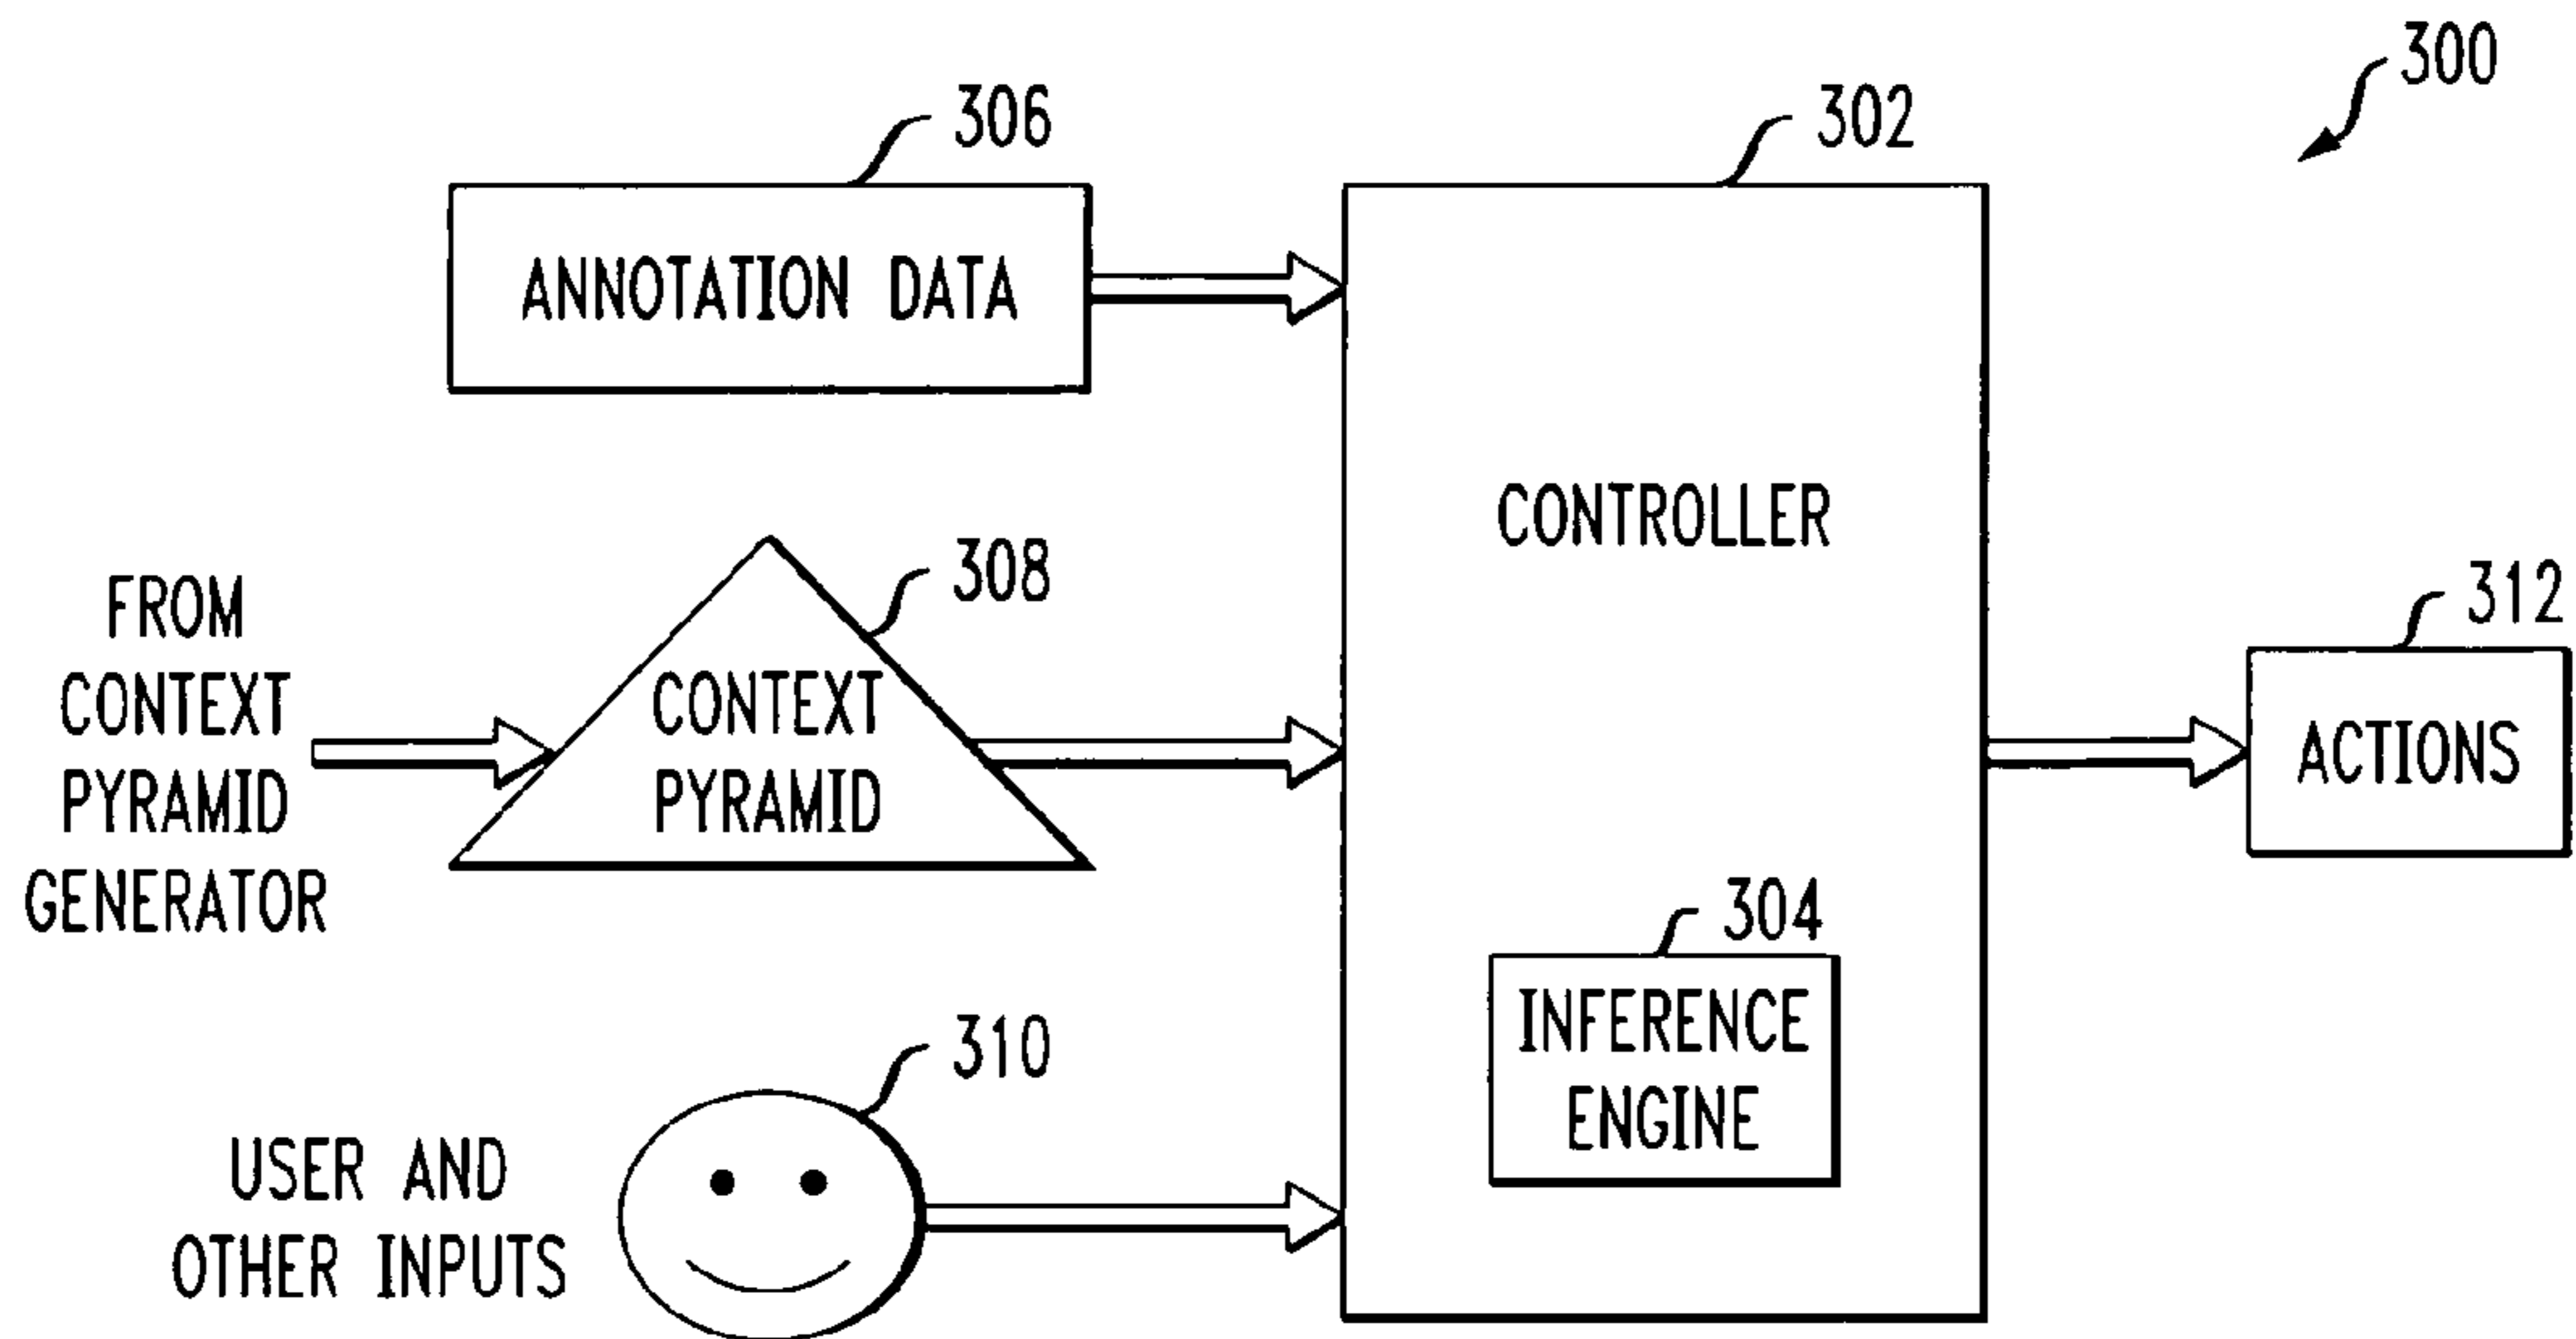 300
306
302
ANNOTATION DATA
CONTROLLER
308
FROM
CONTEXT
PYRAMID
GENERATOR
CONTEXT
PYRAMID
312
ACTIONS
304
INFERENCE
ENGINE
310
USER AND
OTHER INPUTS